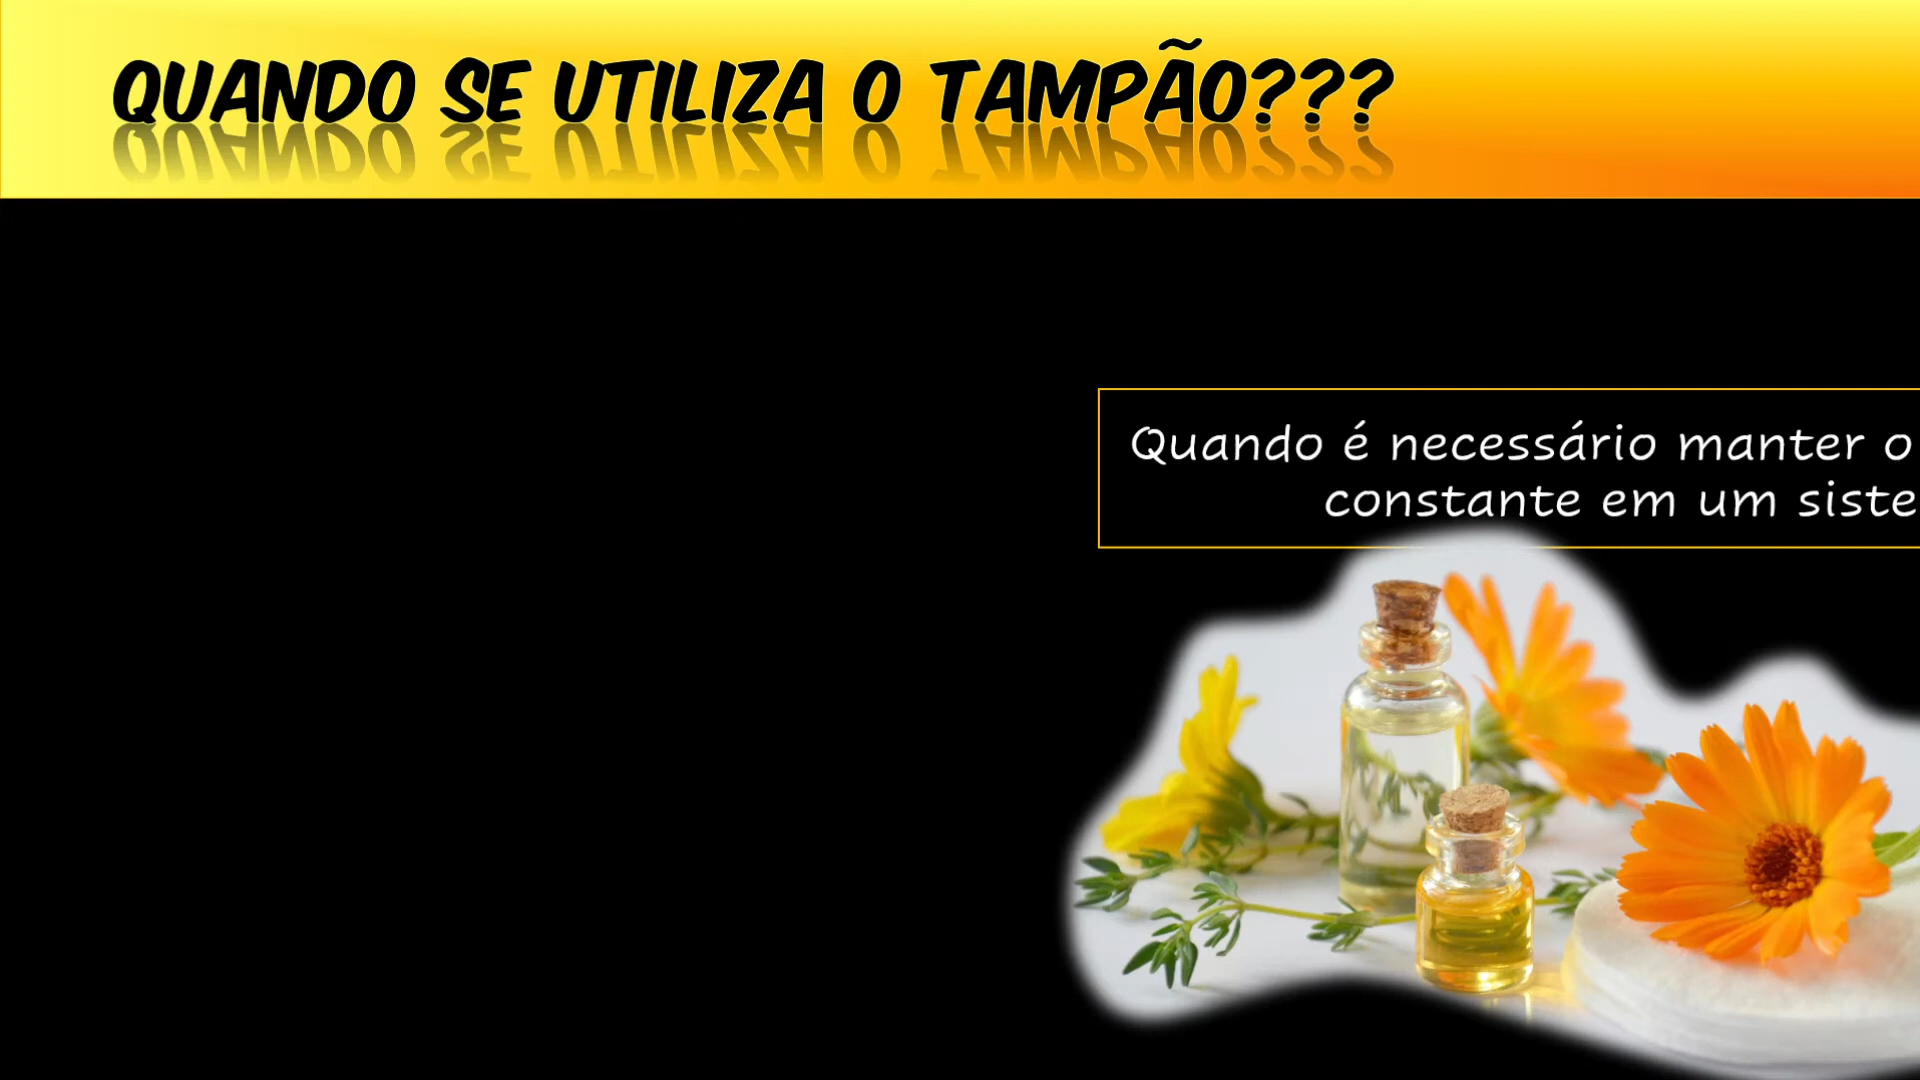 QUANDO SE UTILIZA O TAMPÃO???
Quando é necessário manter o
constante em um siste